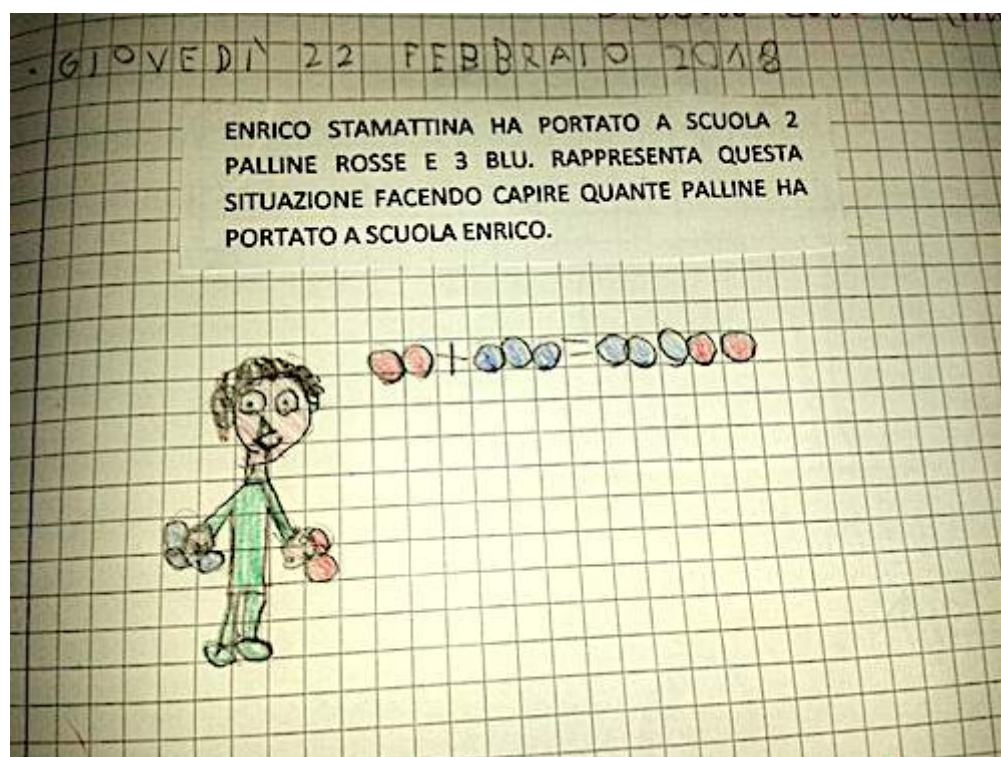 . GIOVEDÌ 22 FEBBRAIO 2018
ENRICO STAMATTINA HA PORTATO A SCUOLA 2
PALLINE ROSSE E 3 BLU. RAPPRESENTA QUESTA
SITUAZIONE FACENDO CAPIRE QUANTE PALLINE HA
PORTATO A SCUOLA ENRICO.
+ =